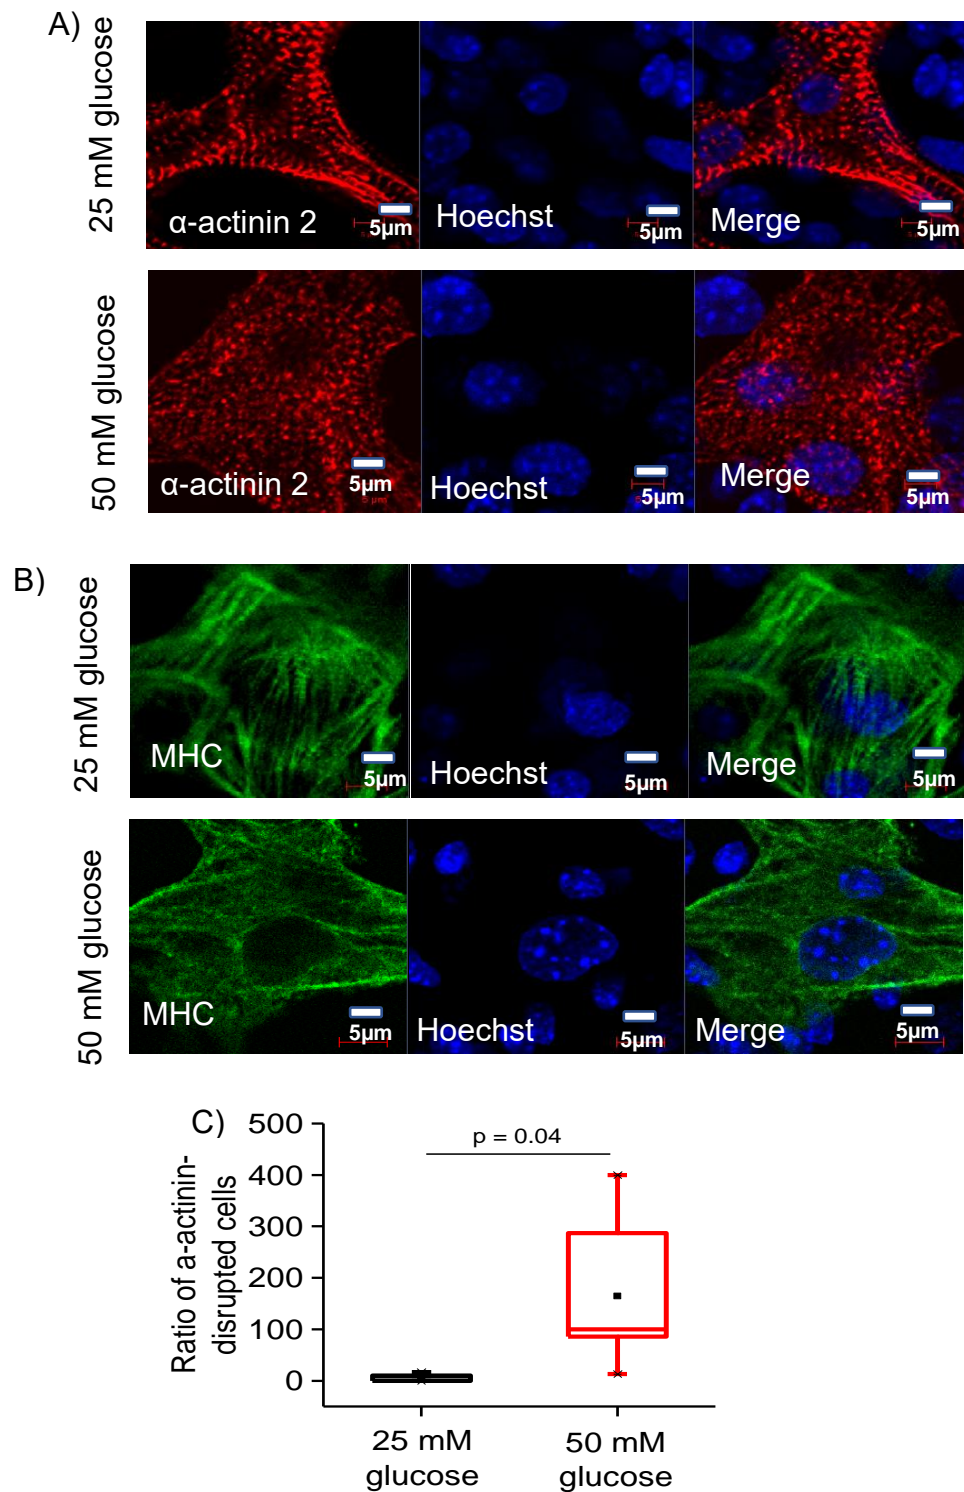 A)
25 mM glucose
α-actinin 2
5µm
Hoechst
5µm
Merge
5µm
50 mM glucose
α-actinin 2
5µm
5 µm
Hoechst
5µm
Merge
5µm
B)
25 mM glucose
MHC
5µm
Hoechst
5µm
Merge
5µm
50 mM glucose
MHC
5µm
Hoechst
5µm
Merge
5µm
C)
Ratio of a-actinin-
disrupted cells
500
400
300
200
100
0
p = 0.04
25 mM
glucose
50 mM
glucose